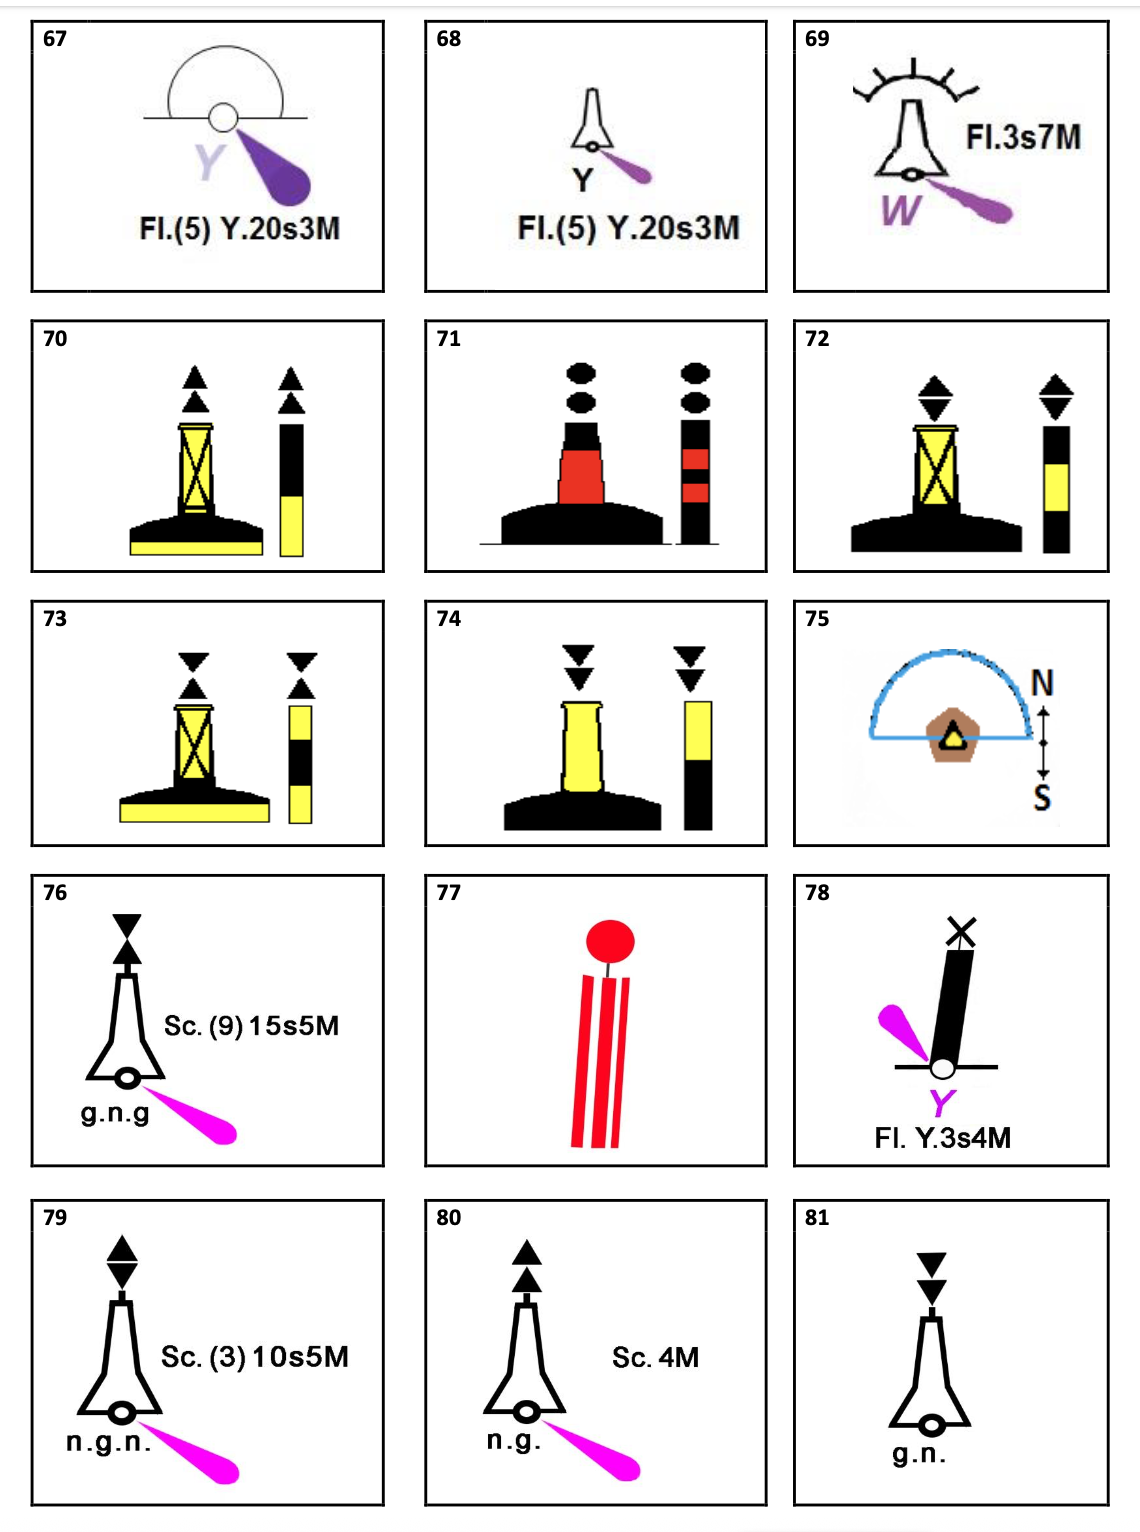 67
Y
Fl.(5) Y.20s3M
68
Y
Fl.(5) Y.20s3M
69
Fl.3s7M
W
70
71
72
73
74
75
N
S
76
Sc. (9) 15s5M
g.n.g
77
78
Y
Fl. Y.3s4M
79
Sc. (3) 10s5M
n.g.n.
80
Sc. 4M
n.g.
81
g.n.